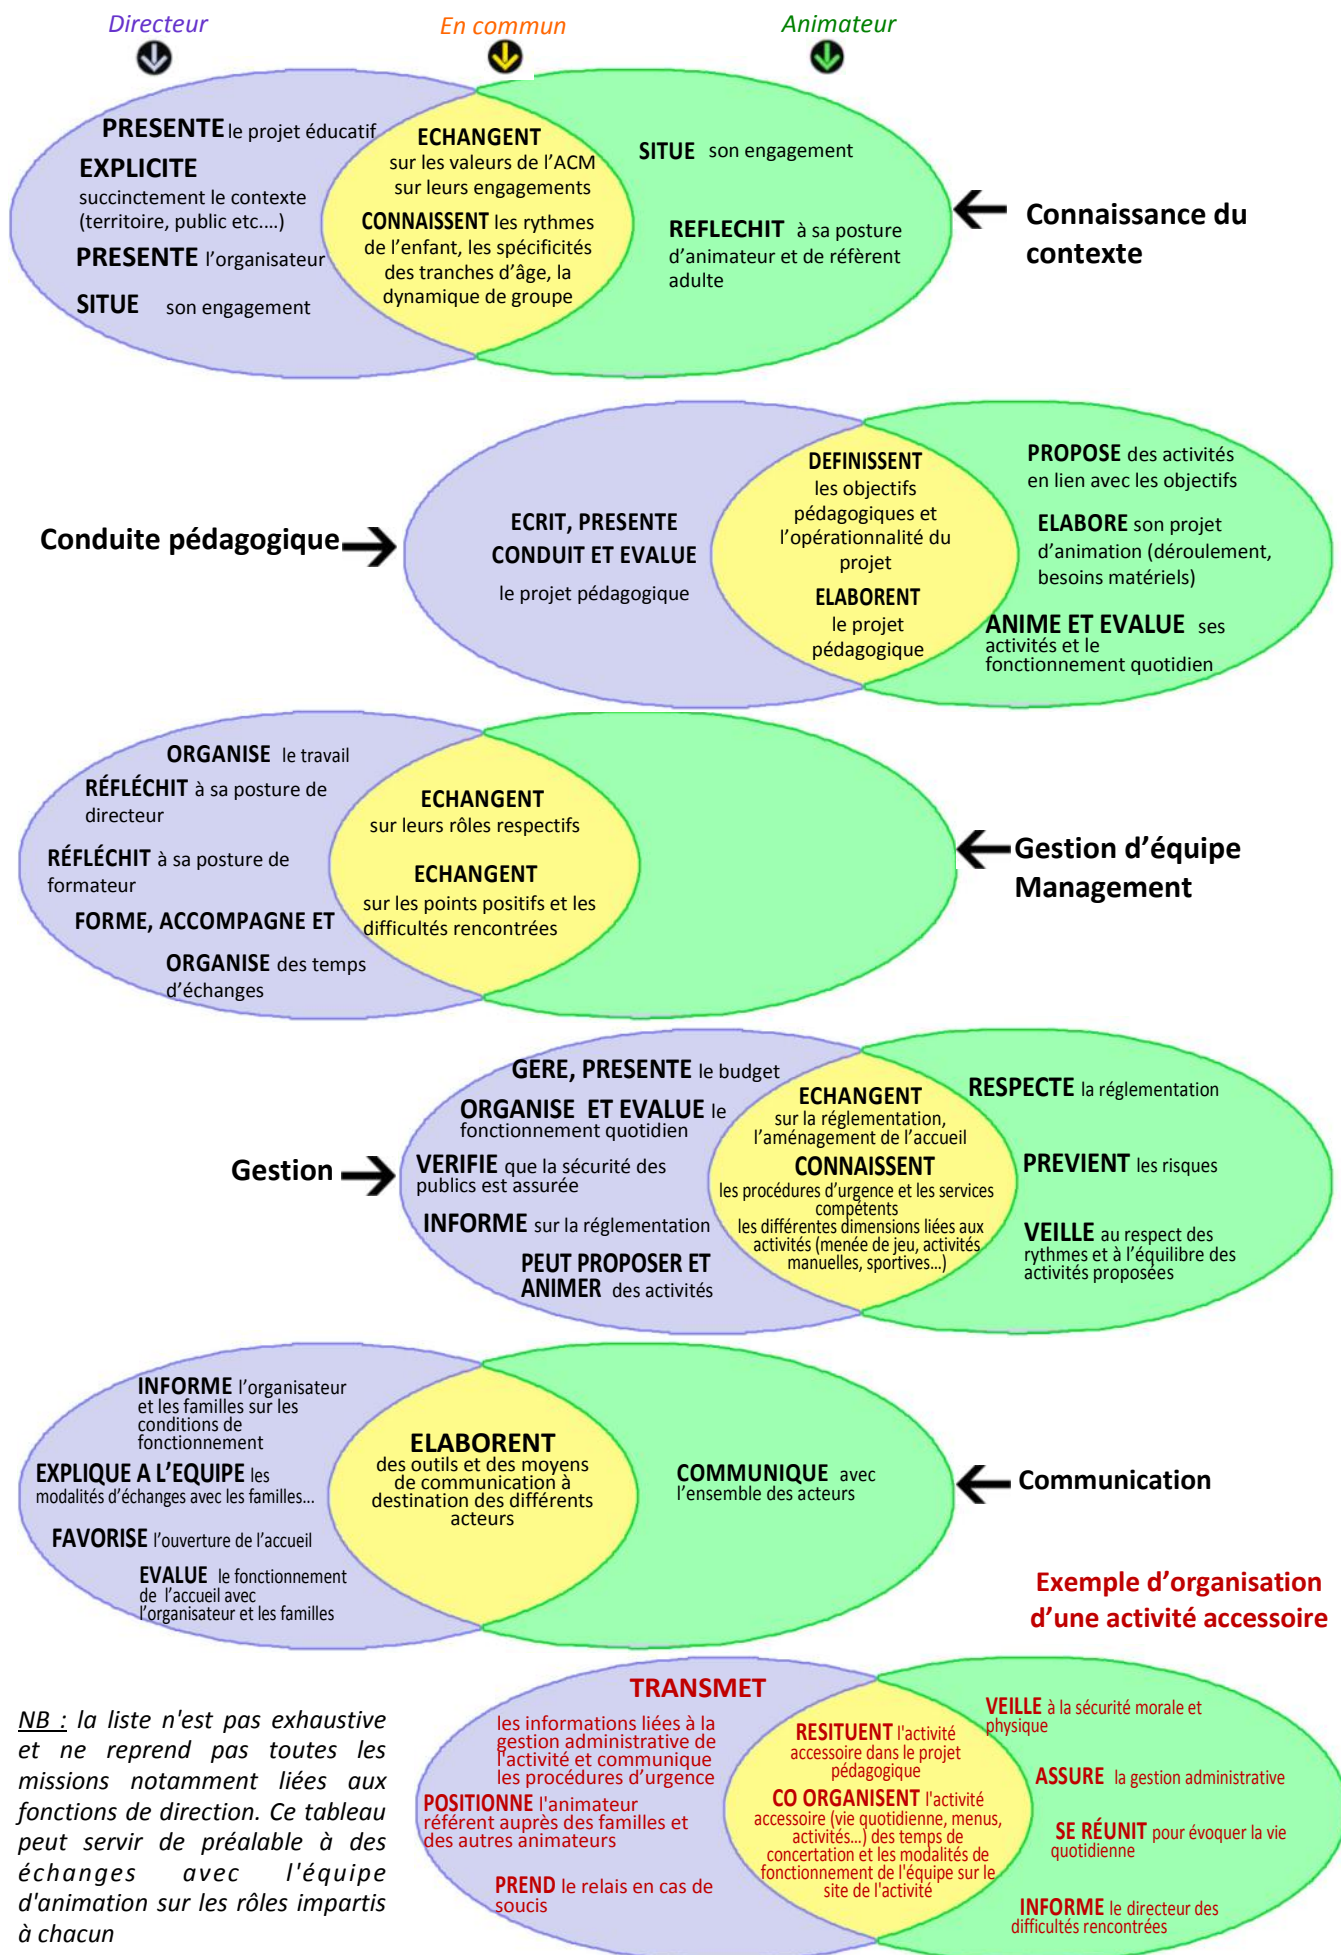 Directeur
En commun
Animateur
PRESENTE le projet éducatif
EXPLICITE
succinctement le contexte
(territoire, public etc....)
PRESENTE l'organisateur
SITUE son engagement
ECHANGENT
sur les valeurs de l'ACM
sur leurs engagements
CONNAISSENT les rythmes
de l'enfant, les spécificités
des tranches d'âge, la
dynamique de groupe
SITUE son engagement
REFLECHIT à sa posture
d'animateur et de réfèrent
adulte
Connaissance du
contexte
Conduite pédagogique
ECRIT, PRESENTE
CONDUIT ET EVALUE
le projet pédagogique
DEFINISSENT
les objectifs
pédagogiques et
l'opérationnalité du
projet
ELABORENT
le projet
pédagogique
PROPOSE des activités
en lien avec les objectifs
ELABORE son projet
d'animation (déroulement,
besoins matériels)
ANIME ET EVALUE ses
activités et le
fonctionnement quotidien
ORGANISE le travail
RÉFLÉCHIT à sa posture de
directeur
RÉFLÉCHIT à sa posture de
formateur
FORME, ACCOMPAGNE ET
ORGANISE des temps
d'échanges
ECHANGENT
sur leurs rôles respectifs
ECHANGENT
sur les points positifs et les
difficultés rencontrées
Gestion d'équipe
Management
Gestion
GERE, PRESENTE le budget
ORGANISE ET EVALUE le
fonctionnement quotidien
VERIFIE que la sécurité des
publics est assurée
INFORME sur la réglementation
PEUT PROPOSER ET
ANIMER des activités
ECHANGENT
sur la réglementation,
l'aménagement de l'accueil
CONNAISSENT
les procédures d'urgence et les services
compétents
les différentes dimensions liées aux
activités (menée de jeu, activités
manuelles, sportives...)
RESPECTE la réglementation
PREVIENT les risques
VEILLE au respect des
rythmes et à l'équilibre des
activités proposées
INFORME l'organisateur
et les familles sur les
conditions de
fonctionnement
EXPLIQUE A L'EQUIPE les
modalités d'échanges avec les familles...
FAVORISE l'ouverture de l'accueil
EVALUE le fonctionnement
de l'accueil avec
l'organisateur et les familles
ELABORENT
des outils et des moyens
de communication à
destination des différents
acteurs
COMMUNIQUE avec
l'ensemble des acteurs
Communication
Exemple d'organisation
d'une activité accessoire
NB : la liste n'est pas exhaustive
et ne reprend pas toutes les
missions notamment liées aux
fonctions de direction. Ce tableau
peut servir de préalable à des
échanges avec l'équipe
d'animation sur les rôles impartis
à chacun
TRANSMET
les informations liées à la
gestion administrative de
l'activité et communique
les procédures d'urgence
POSITIONNE l'animateur
référent auprès des familles et
des autres animateurs
PREND le relais en cas de
soucis
RESITUENT l'activité
accessoire dans le projet
pédagogique
CO ORGANISENT l'activité
accessoire (vie quotidienne, menus,
activités...) des temps de
concertation et les modalités de
fonctionnement de l'équipe sur le
site de l'activité
VEILLE à la sécurité morale et
physique
ASSURE la gestion administrative
SE RÉUNIT pour évoquer la vie
quotidienne
INFORME le directeur des
difficultés rencontrées